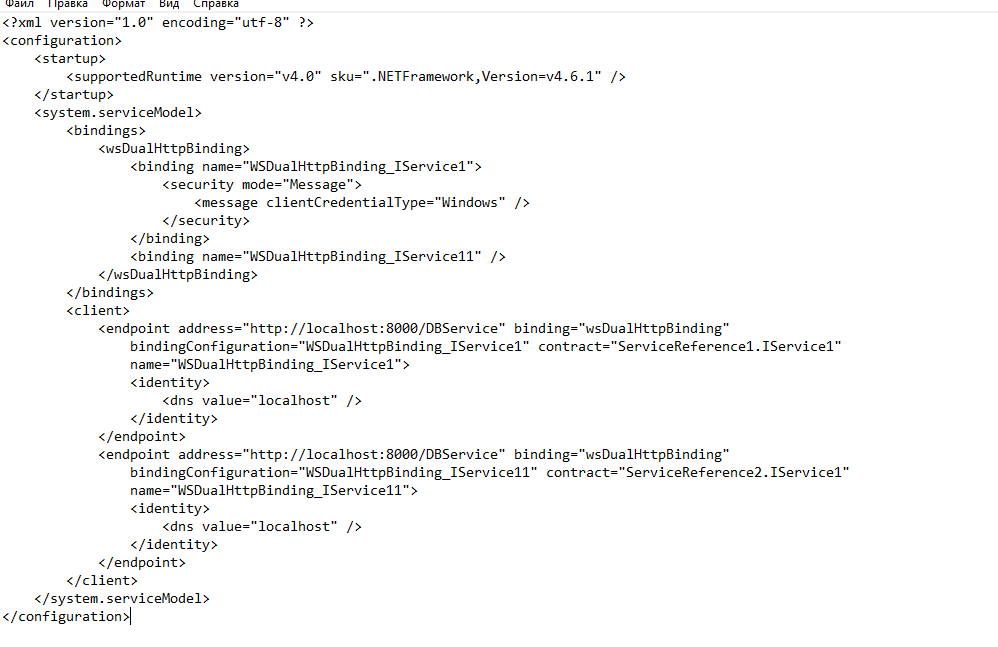 Файл Правка Формат Вид Справка
<?xml version="1.0" encoding="utf-8" ?>
<configuration>
    <startup>
        <supportedRuntime version="v4.0" sku=".NETFramework,Version=v4.6.1" />
    </startup>
    <system.serviceModel>
        <bindings>
            <wsDualHttpBinding>
                <binding name="WSDualHttpBinding_IService1">
                    <security mode="Message">
                        <message clientCredentialType="Windows" />
                    </security>
                </binding>
                <binding name="WSDualHttpBinding_IService11" />
            </wsDualHttpBinding>
        </bindings>
        <client>
            <endpoint address="http://localhost:8000/DBService" binding="wsDualHttpBinding"
                bindingConfiguration="WSDualHttpBinding_IService1" contract="ServiceReference1.IService1"
                name="WSDualHttpBinding_IService1">
                <identity>
                    <dns value="localhost" />
                </identity>
            </endpoint>
            <endpoint address="http://localhost:8000/DBService" binding="wsDualHttpBinding"
                bindingConfiguration="WSDualHttpBinding_IService11" contract="ServiceReference2.IService1"
                name="WSDualHttpBinding_IService11">
                <identity>
                    <dns value="localhost" />
                </identity>
            </endpoint>
        </client>
    </system.serviceModel>
</configuration>